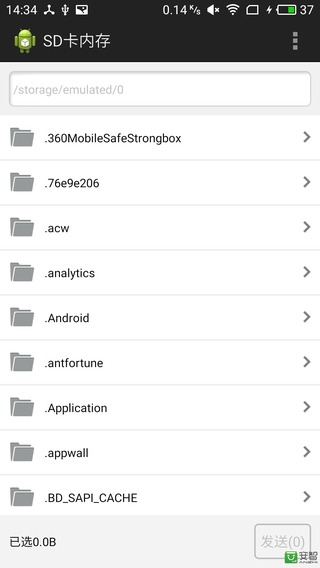 14:34 0.14 K/s 37
SD卡内存
/storage/emulated/0
.360MobileSafeStrongbox
.76e9e206
.acw
.analytics
.Android
.antfortune
.Application
.appwall
.BD_SAPI_CACHE
已选0.0B
发送(0)
安智